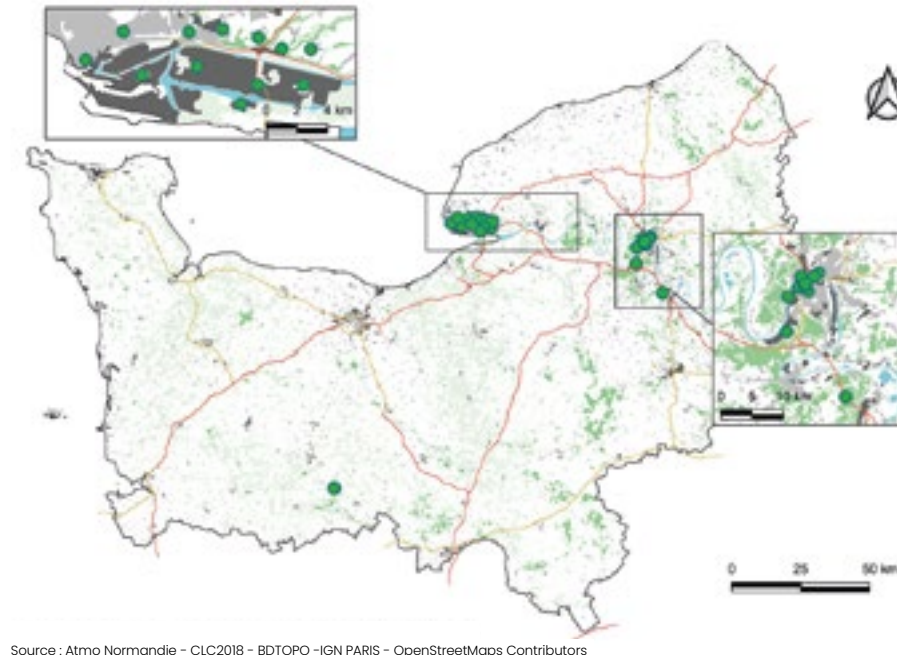 0 4 km
0 5 10 km
0 25 50 km
Source : Atmo Normandie - CLC2018 - BDTOPO -IGN PARIS - OpenStreetMaps Contributors